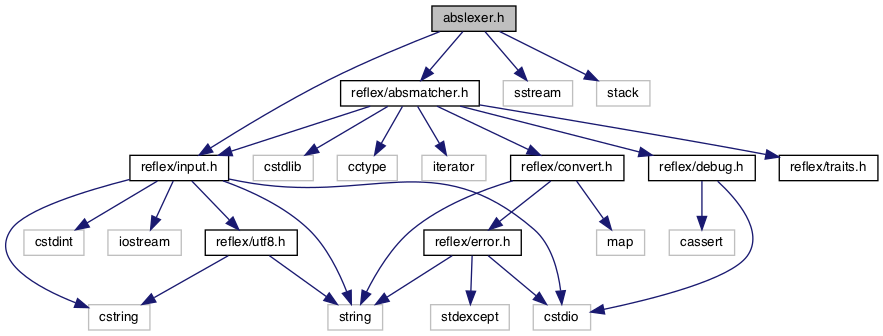 abslexer.h
reflex/absmatcher.h
sstream
stack
reflex/input.h
cstdlib
cctype
iterator
reflex/convert.h
reflex/debug.h
reflex/traits.h
cstdint
iostream
reflex/utf8.h
reflex/error.h
map
cassert
cstring
string
stdexcept
cstdio